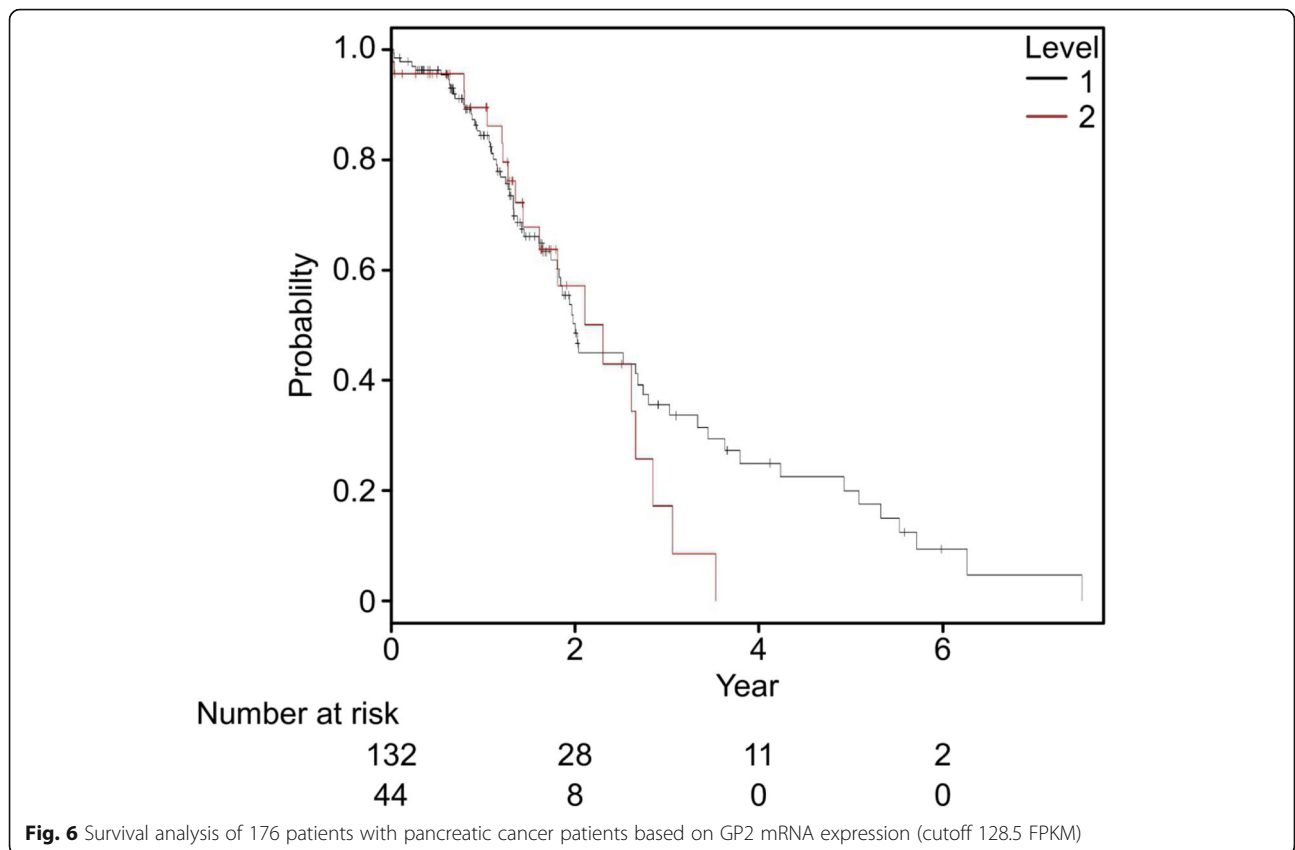 Level
1
2
1.0
0.8
0.6
0.4
0.2
0
Probablilty
0 2 4 6
Year
Number at risk
132 28 11 2
44 8 0 0
Fig. 6 Survival analysis of 176 patients with pancreatic cancer patients based on GP2 mRNA expression (cutoff 128.5 FPKM)